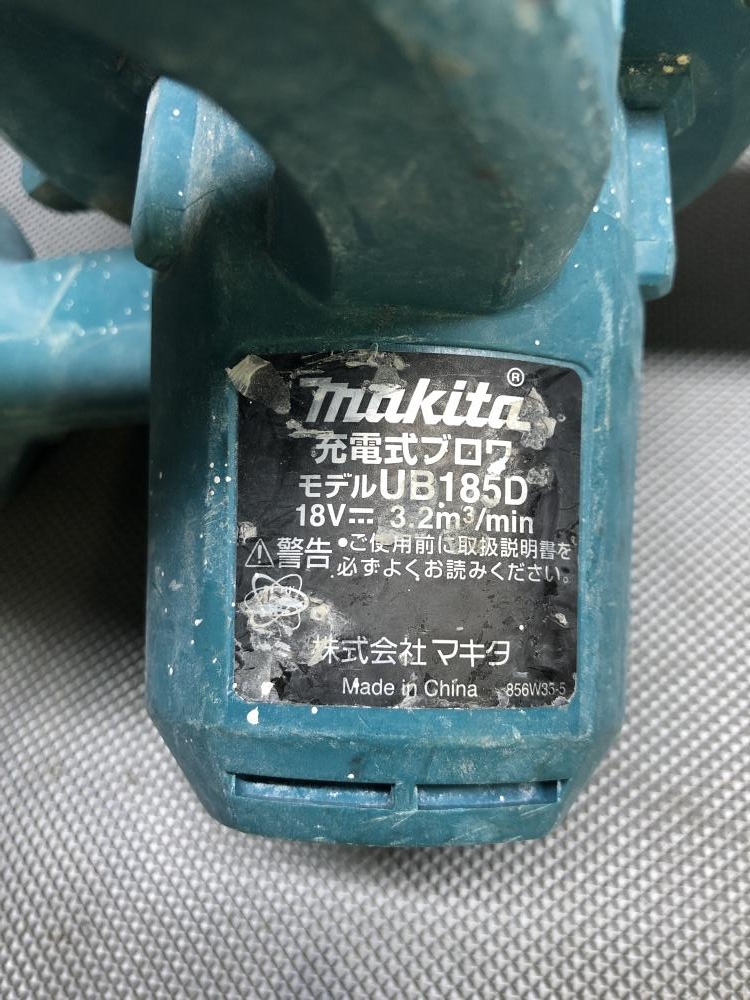 makita®
充電式ブロワ
モデルUB185D
18V⎓ 3.2m³/min
⚠警告 •ご使用前に取扱説明書を
必ずよくお読みください。
株式会社 マキタ
Made in China 856W35-5